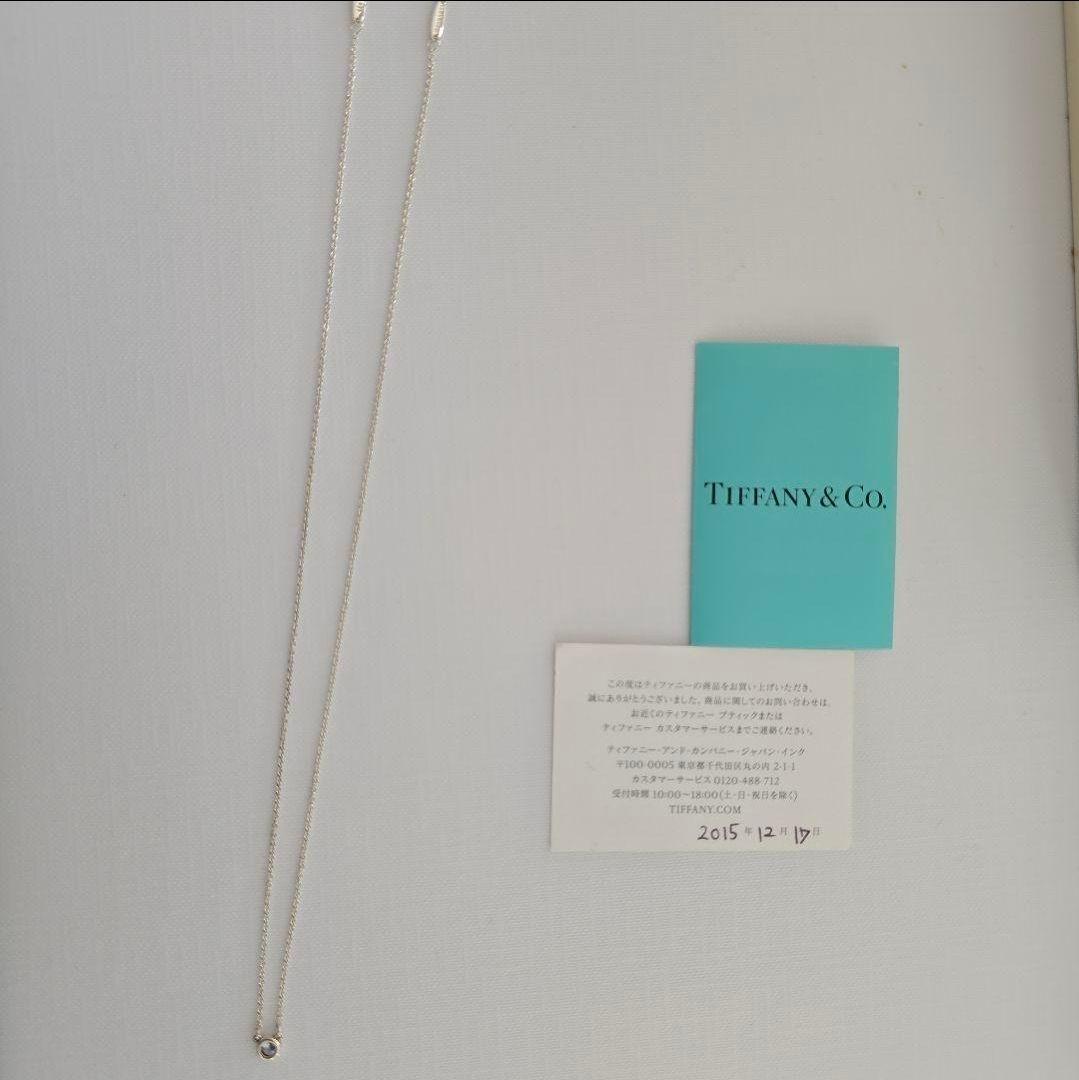 TIFFANY & CO.
この度はティファニーの商品をお買い上げいただき、
誠にありがとうございました。商品に関してのお問い合わせは、
お近くのティファニー ブティックまたは
ティファニー カスタマーサービスまでご連絡ください。
ティファニー・アンド・カンパニー・ジャパン・インク
〒100-0005 東京都千代田区丸の内 2-1-1
カスタマーサービス 0120-488-712
受付時間 10:00〜18:00(土・日・祝日を除く)
TIFFANY.COM
2015年12月17日